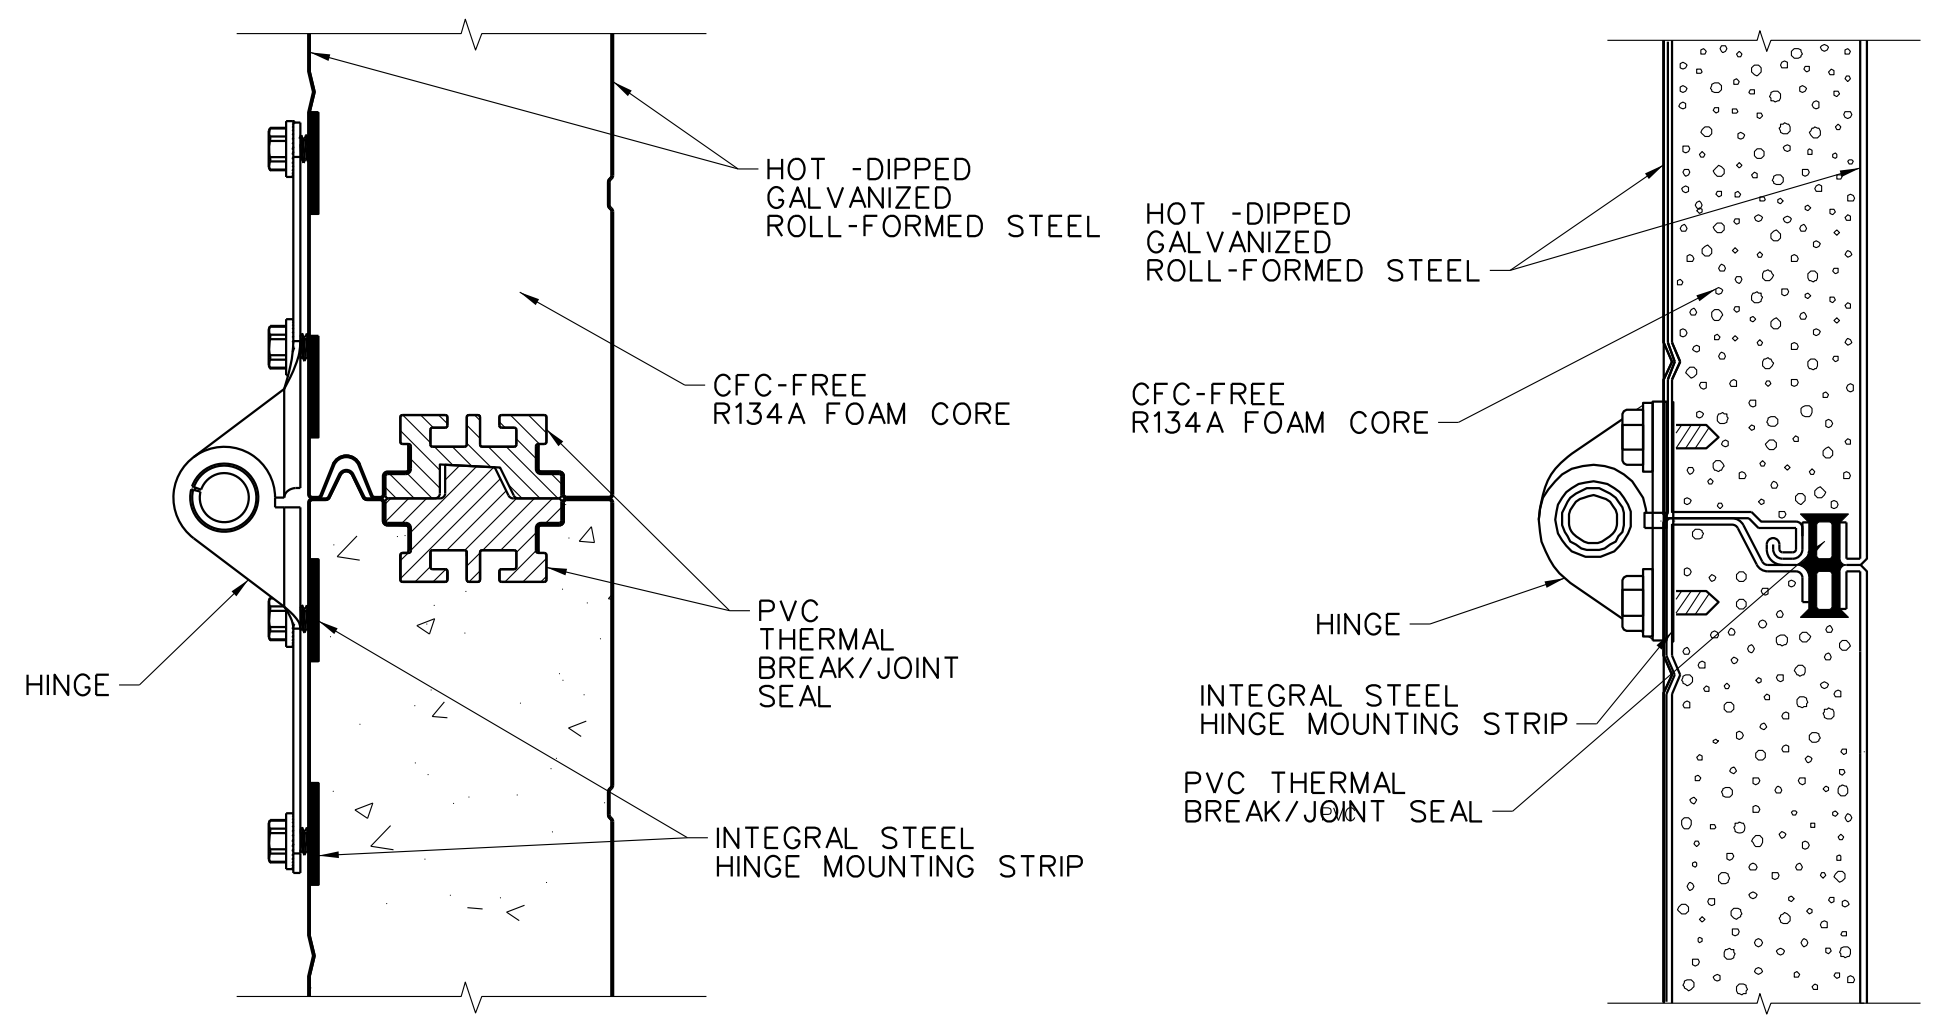 HOT -DIPPED
GALVANIZED
ROLL-FORMED STEEL
CFC-FREE
R134A FOAM CORE
PVC
THERMAL
BREAK/JOINT
SEAL
HINGE
INTEGRAL STEEL
HINGE MOUNTING STRIP
HOT -DIPPED
GALVANIZED
ROLL-FORMED STEEL
CFC-FREE
R134A FOAM CORE
HINGE
INTEGRAL STEEL
HINGE MOUNTING STRIP
PVC THERMAL
BREAK/JOINT SEAL
PVC